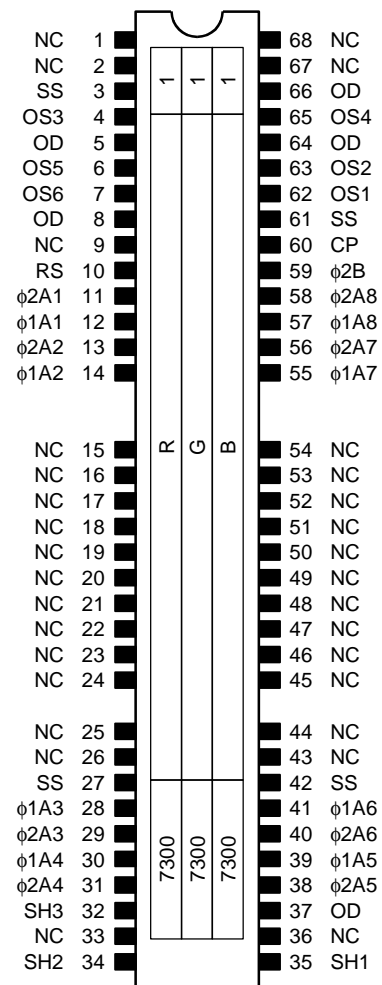 NC 1 68 NC
NC 2 67 NC
SS 3 66 OD
OS3 4 65 OS4
OD 5 64 OD
OS5 6 63 OS2
OS6 7 62 OS1
OD 8 61 SS
NC 9 60 CP
RS 10 59 ϕ2B
ϕ2A1 11 58 ϕ2A8
ϕ1A1 12 57 ϕ1A8
ϕ2A2 13 56 ϕ2A7
ϕ1A2 14 55 ϕ1A7
NC 15 54 NC
NC 16 53 NC
NC 17 52 NC
NC 18 51 NC
NC 19 50 NC
NC 20 49 NC
NC 21 48 NC
NC 22 47 NC
NC 23 46 NC
NC 24 45 NC
NC 25 44 NC
NC 26 43 NC
SS 27 42 SS
ϕ1A3 28 41 ϕ1A6
ϕ2A3 29 40 ϕ2A6
ϕ1A4 30 39 ϕ1A5
ϕ2A4 31 38 ϕ2A5
SH3 32 37 OD
NC 33 36 NC
SH2 34 35 SH1
1 1 1
R G B
7300 7300 7300